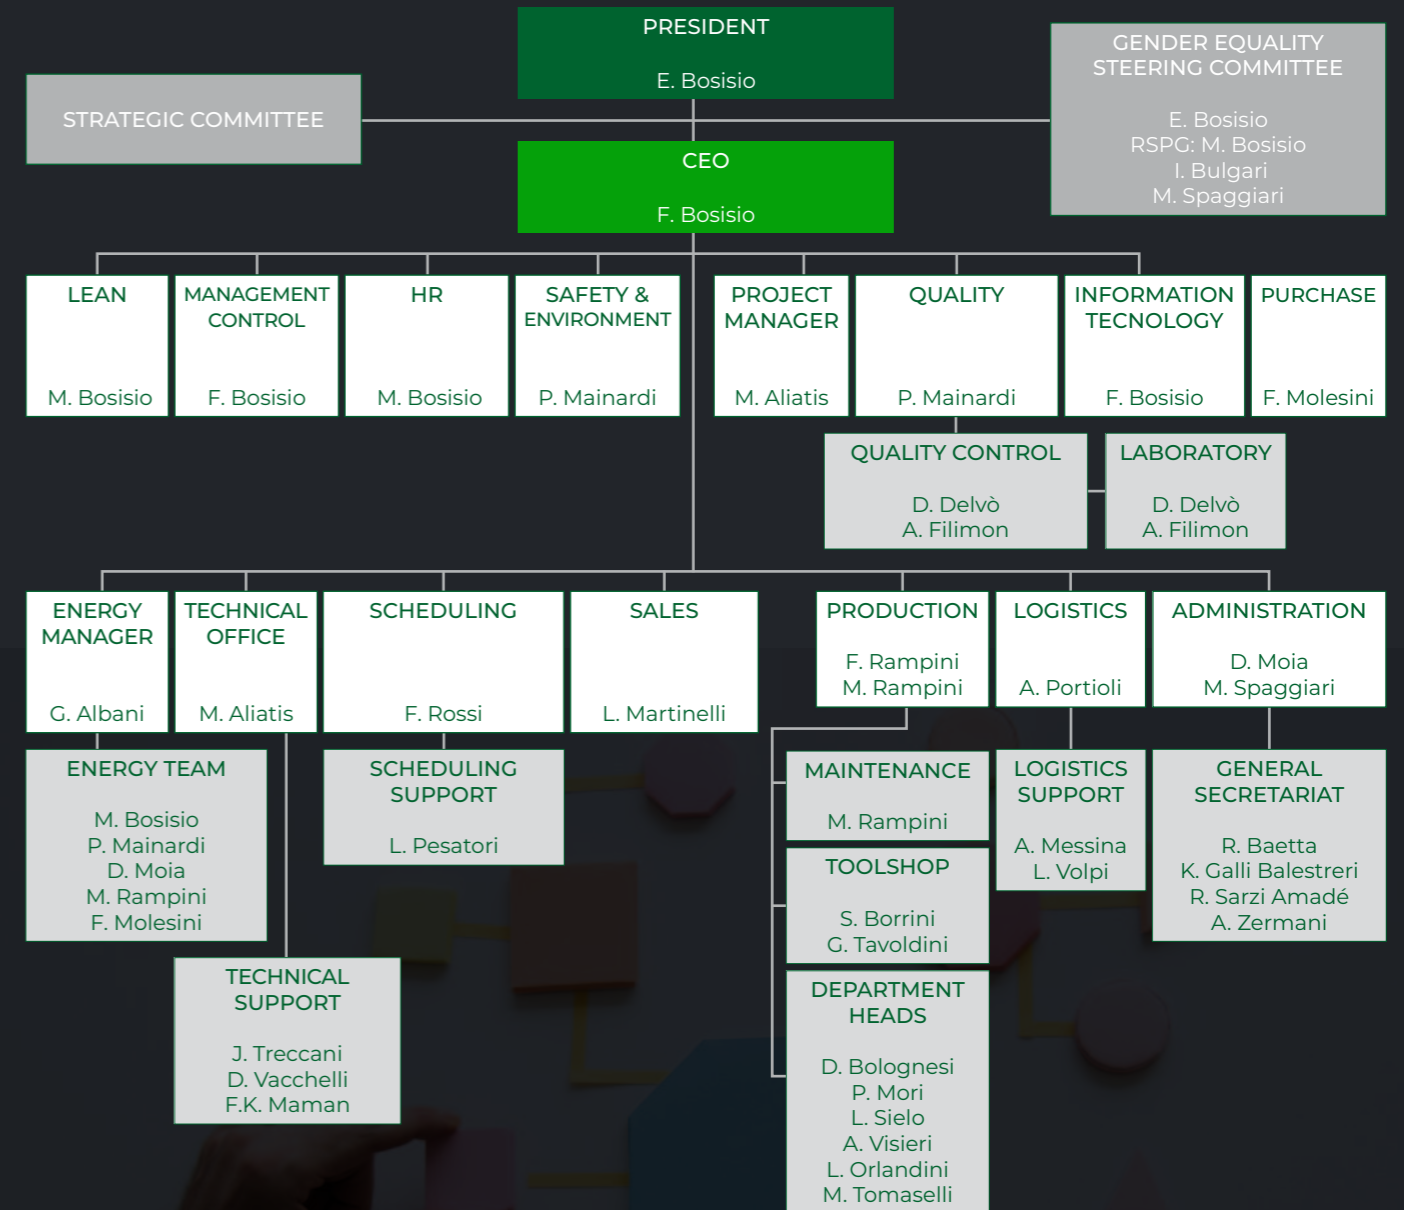 PRESIDENT
E. Bosisio
GENDER EQUALITY
STEERING COMMITTEE
E. Bosisio
RSPG: M. Bosisio
I. Bulgari
M. Spaggiari
STRATEGIC COMMITTEE
CEO
F. Bosisio
LEAN
M. Bosisio
MANAGEMENT
CONTROL
F. Bosisio
HR
M. Bosisio
SAFETY &
ENVIRONMENT
P. Mainardi
PROJECT
MANAGER
M. Aliatis
QUALITY
P. Mainardi
INFORMATION
TECNOLOGY
F. Bosisio
PURCHASE
F. Molesini
QUALITY CONTROL
D. Delvò
A. Filimon
LABORATORY
D. Delvò
A. Filimon
ENERGY
MANAGER
G. Albani
TECHNICAL
OFFICE
M. Aliatis
SCHEDULING
F. Rossi
SALES
L. Martinelli
PRODUCTION
F. Rampini
M. Rampini
LOGISTICS
A. Portioli
ADMINISTRATION
D. Moia
M. Spaggiari
ENERGY TEAM
M. Bosisio
P. Mainardi
D. Moia
M. Rampini
F. Molesini
SCHEDULING
SUPPORT
L. Pesatori
MAINTENANCE
M. Rampini
LOGISTICS
SUPPORT
A. Messina
L. Volpi
GENERAL
SECRETARIAT
R. Baetta
K. Galli Balestreri
R. Sarzi Amadé
A. Zermani
TOOLSHOP
S. Borrini
G. Tavoldini
TECHNICAL
SUPPORT
J. Treccani
D. Vacchelli
F.K. Maman
DEPARTMENT
HEADS
D. Bolognesi
P. Mori
L. Sielo
A. Visieri
L. Orlandini
M. Tomaselli